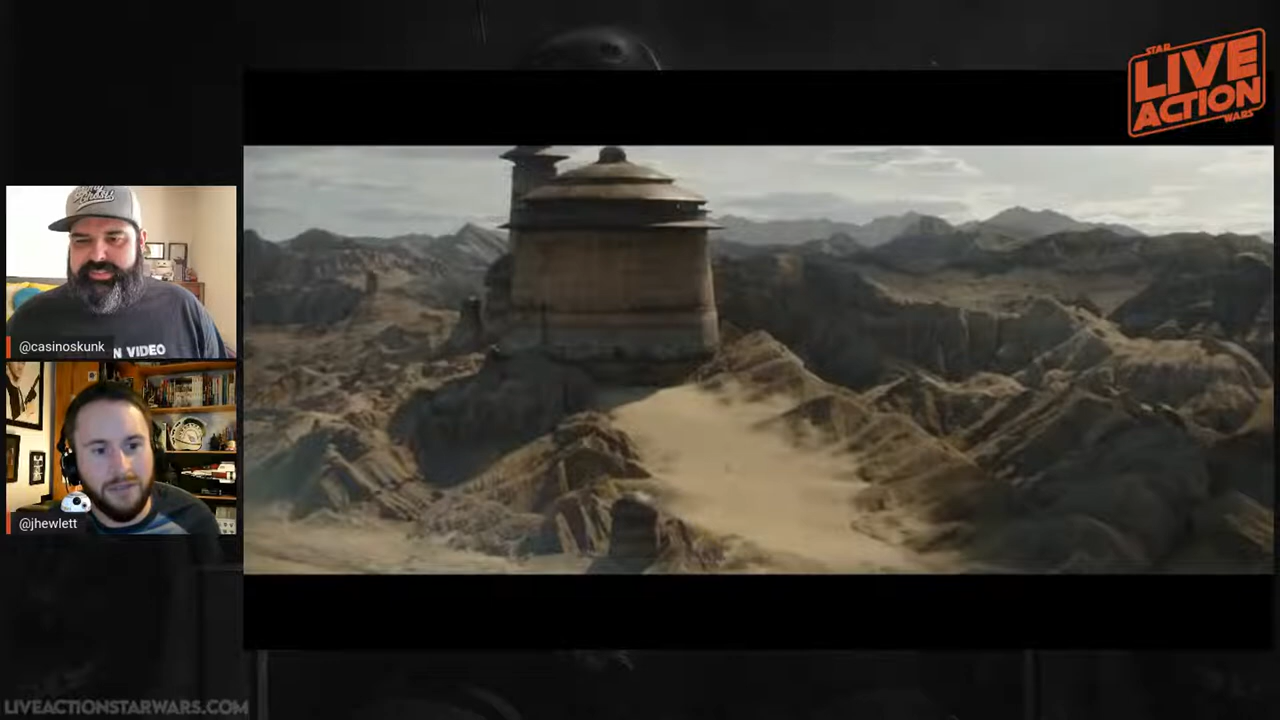 STAR
LIVE
ACTION
WARS
@casinoskunk
N VIDEO
@jhewlett
LIVEACTIONSTARWARS.COM